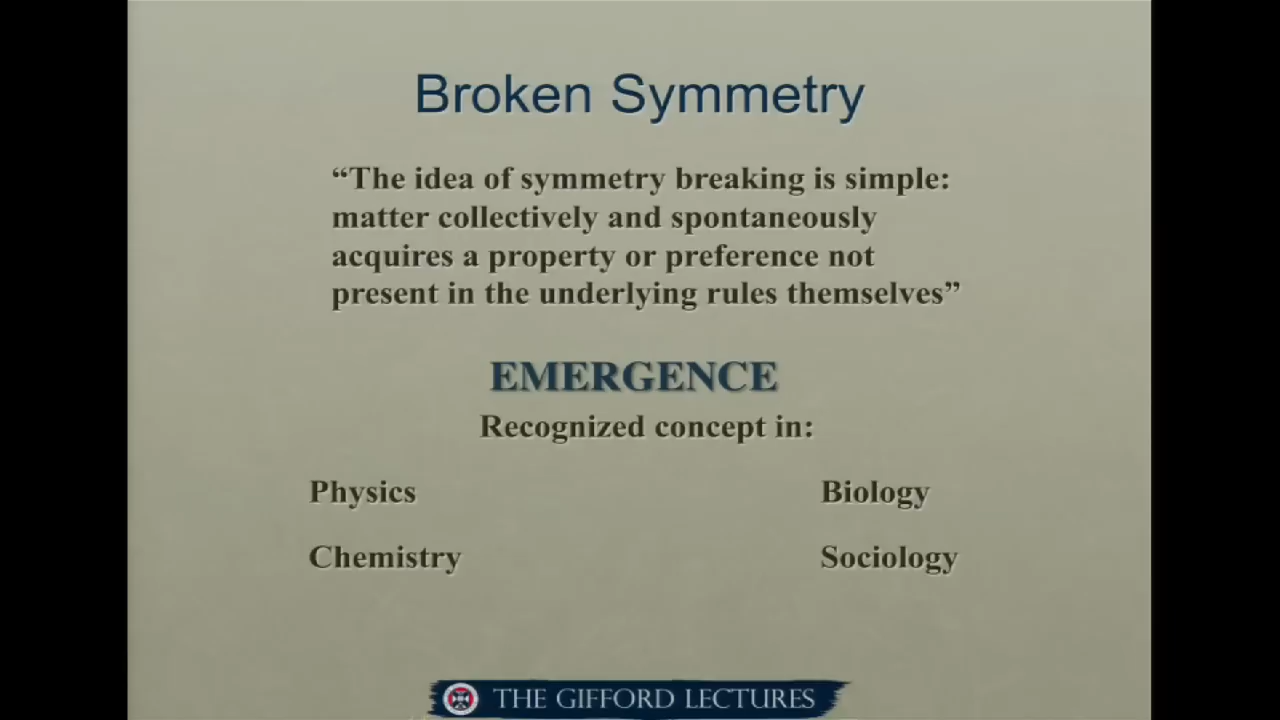 Broken Symmetry
“The idea of symmetry breaking is simple:
matter collectively and spontaneously
acquires a property or preference not
present in the underlying rules themselves”
EMERGENCE
Recognized concept in:
Physics
Biology
Chemistry
Sociology
THE GIFFORD LECTURES